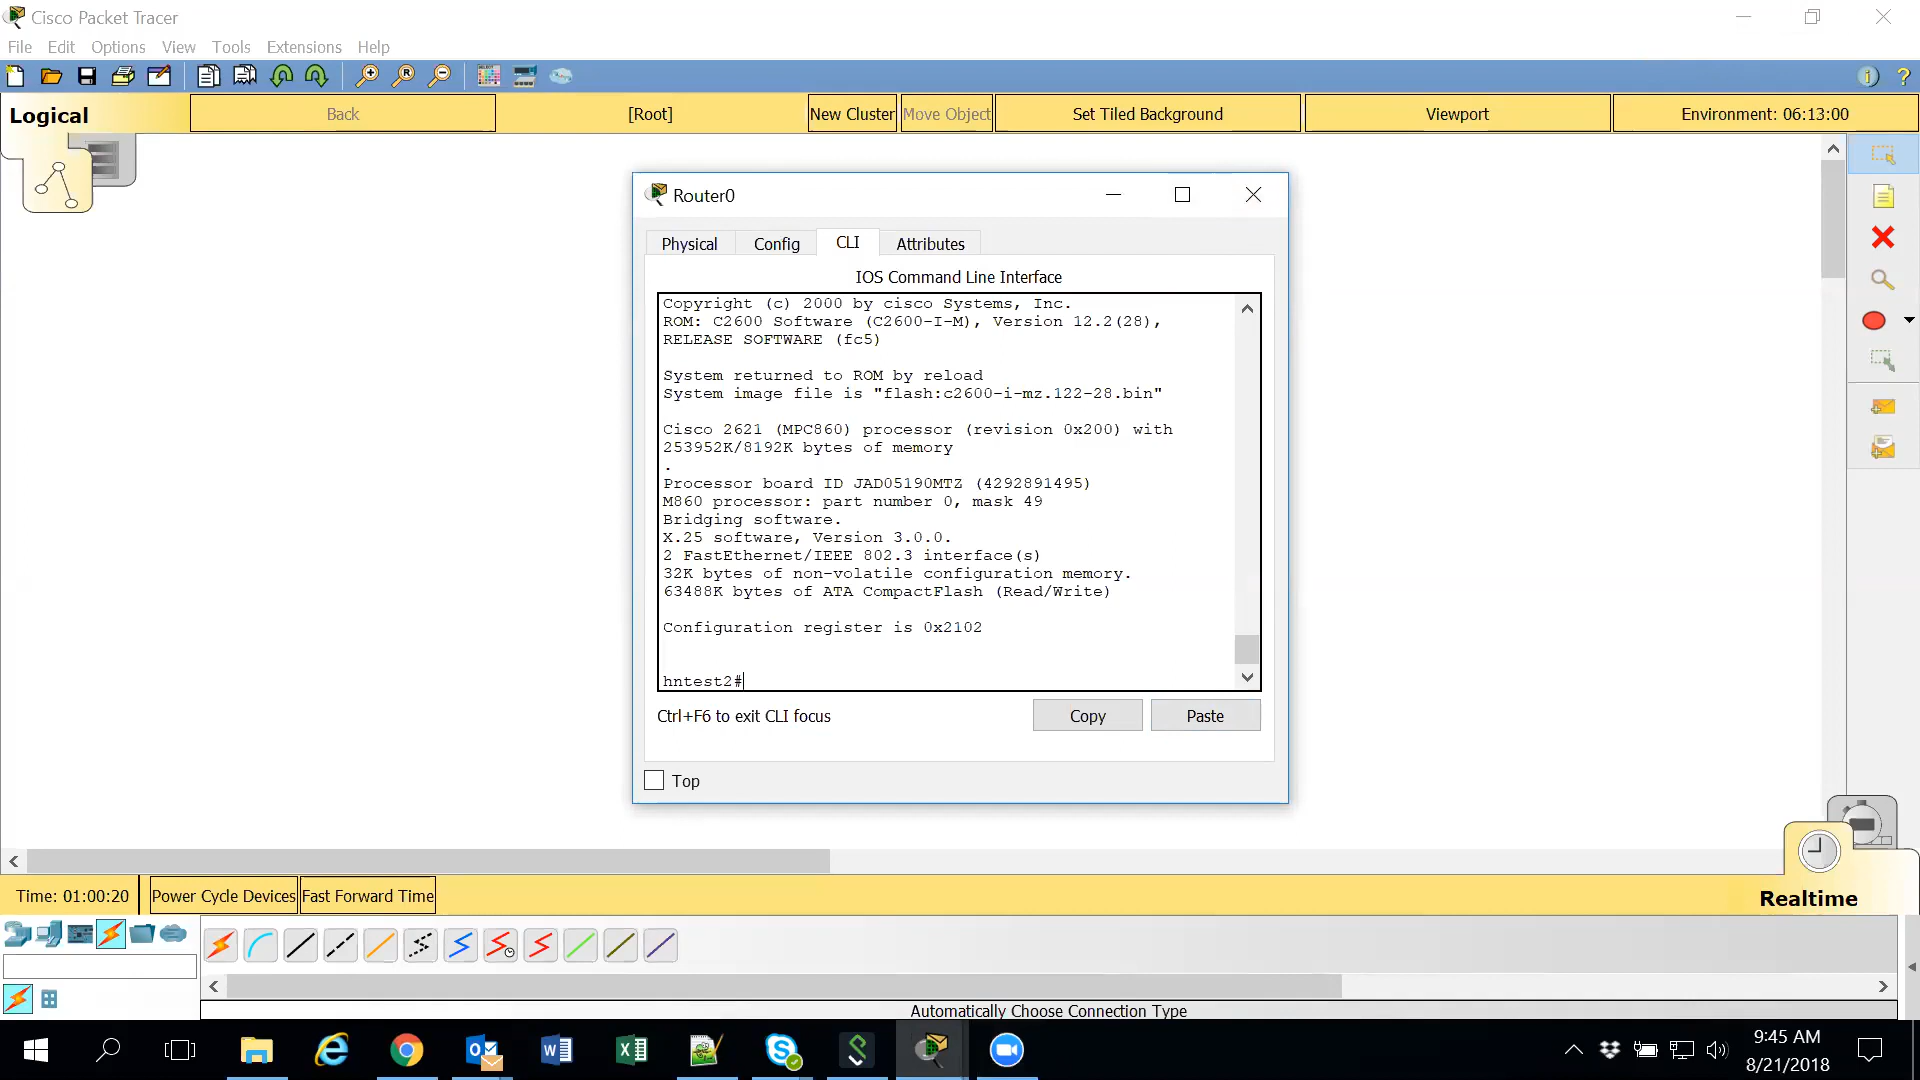 Cisco Packet Tracer
File Edit Options View Tools Extensions Help
Logical Back [Root] New Cluster Move Object Set Tiled Background Viewport Environment: 06:13:00
Router0
Physical Config CLI Attributes
IOS Command Line Interface
Copyright (c) 2000 by cisco Systems, Inc.
ROM: C2600 Software (C2600-I-M), Version 12.2(28),
RELEASE SOFTWARE (fc5)
System returned to ROM by reload
System image file is "flash:c2600-i-mz.122-28.bin"
Cisco 2621 (MPC860) processor (revision 0x200) with
253952K/8192K bytes of memory
.
Processor board ID JAD05190MTZ (4292891495)
M860 processor: part number 0, mask 49
Bridging software.
X.25 software, Version 3.0.0.
2 FastEthernet/IEEE 802.3 interface(s)
32K bytes of non-volatile configuration memory.
63488K bytes of ATA CompactFlash (Read/Write)
Configuration register is 0x2102
hntest2#
Ctrl+F6 to exit CLI focus Copy Paste
Top
Time: 01:00:20 Power Cycle Devices Fast Forward Time Realtime
Automatically Choose Connection Type
9:45 AM
8/21/2018